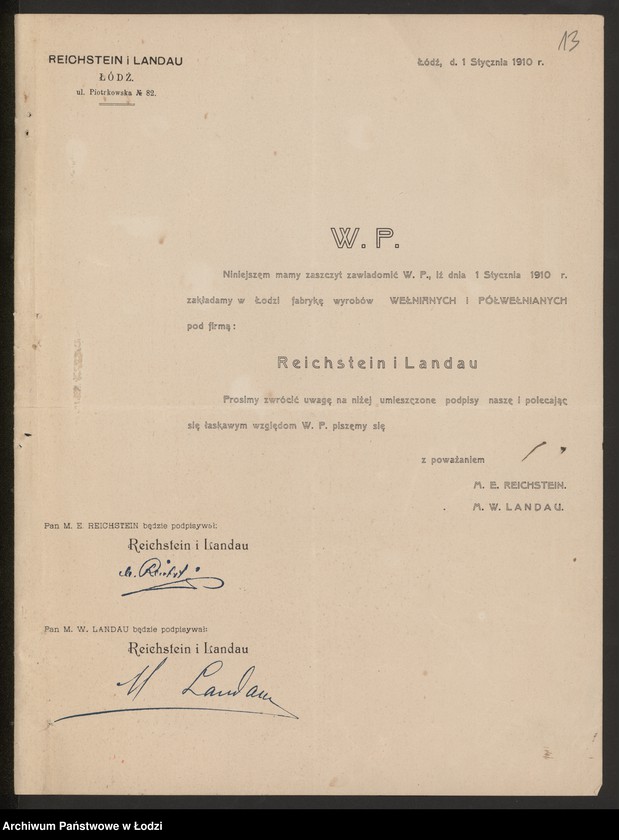 13
REICHSTEIN i LANDAU
ŁÓDŹ.
ul. Piotrkowska № 82.
Łódź, d. 1 Stycznia 1910 r.
W. P.
Niniejszem mamy zaszczyt zawiadomić W. P., iż dnia 1 Stycznia 1910 r.
zakładamy w Łodzi fabrykę wyrobów WEŁNIANYCH i PÓŁWEŁNIANYCH
pod firmą:
Reichstein i Landau
Prosimy zwrócić uwagę na niżej umieszczone podpisy nasze i polecając
się łaskawym względom W. P. piszemy się
z poważaniem
M. E. REICHSTEIN.
M. W. LANDAU.
Pan M. E. REICHSTEIN będzie podpisywał:
Reichstein i Landau
Pan M. W. LANDAU będzie podpisywał:
Reichstein i Landau
M Landau
Archiwum Państwowe w Łodzi